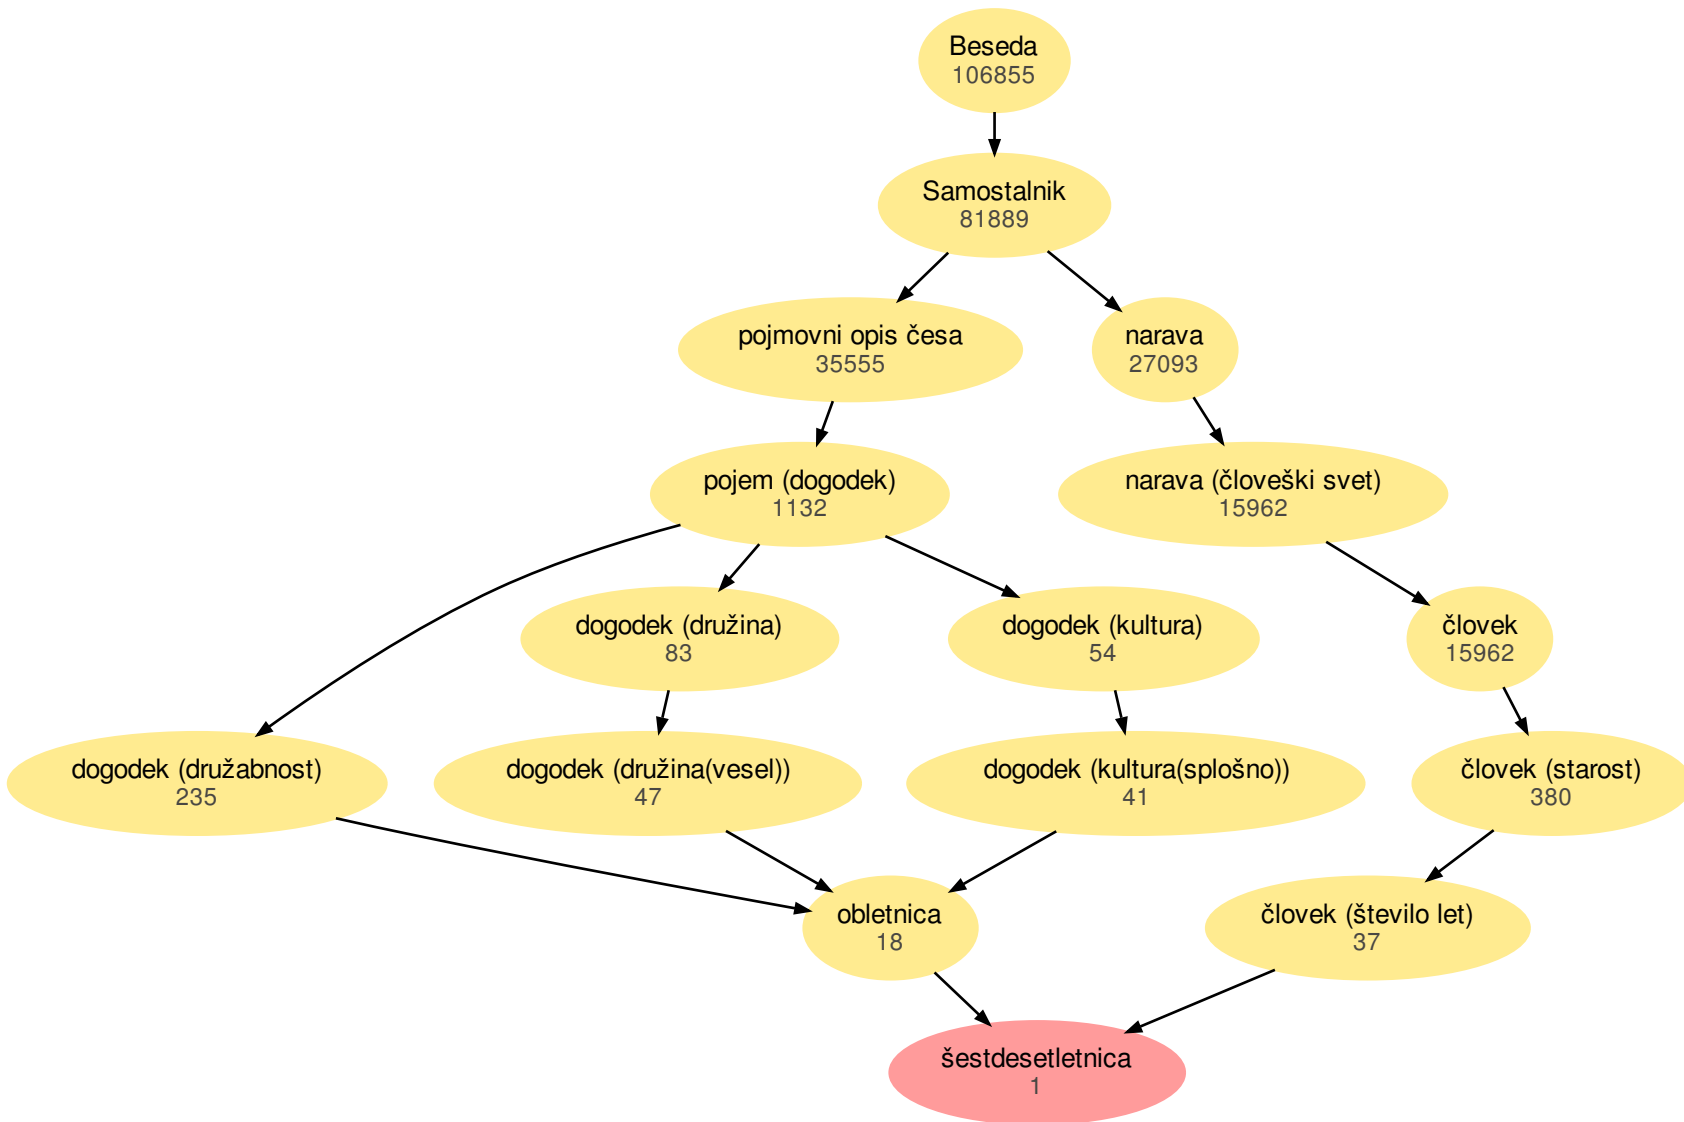 Beseda
106855
Samostalnik
81889
pojmovni opis česa
35555
narava
27093
pojem (dogodek)
1132
narava (človeški svet)
15962
dogodek (družina)
83
dogodek (kultura)
54
človek
15962
dogodek (družabnost)
235
dogodek (družina(vesel))
47
dogodek (kultura(splošno))
41
človek (starost)
380
obletnica
18
človek (število let)
37
šestdesetletnica
1